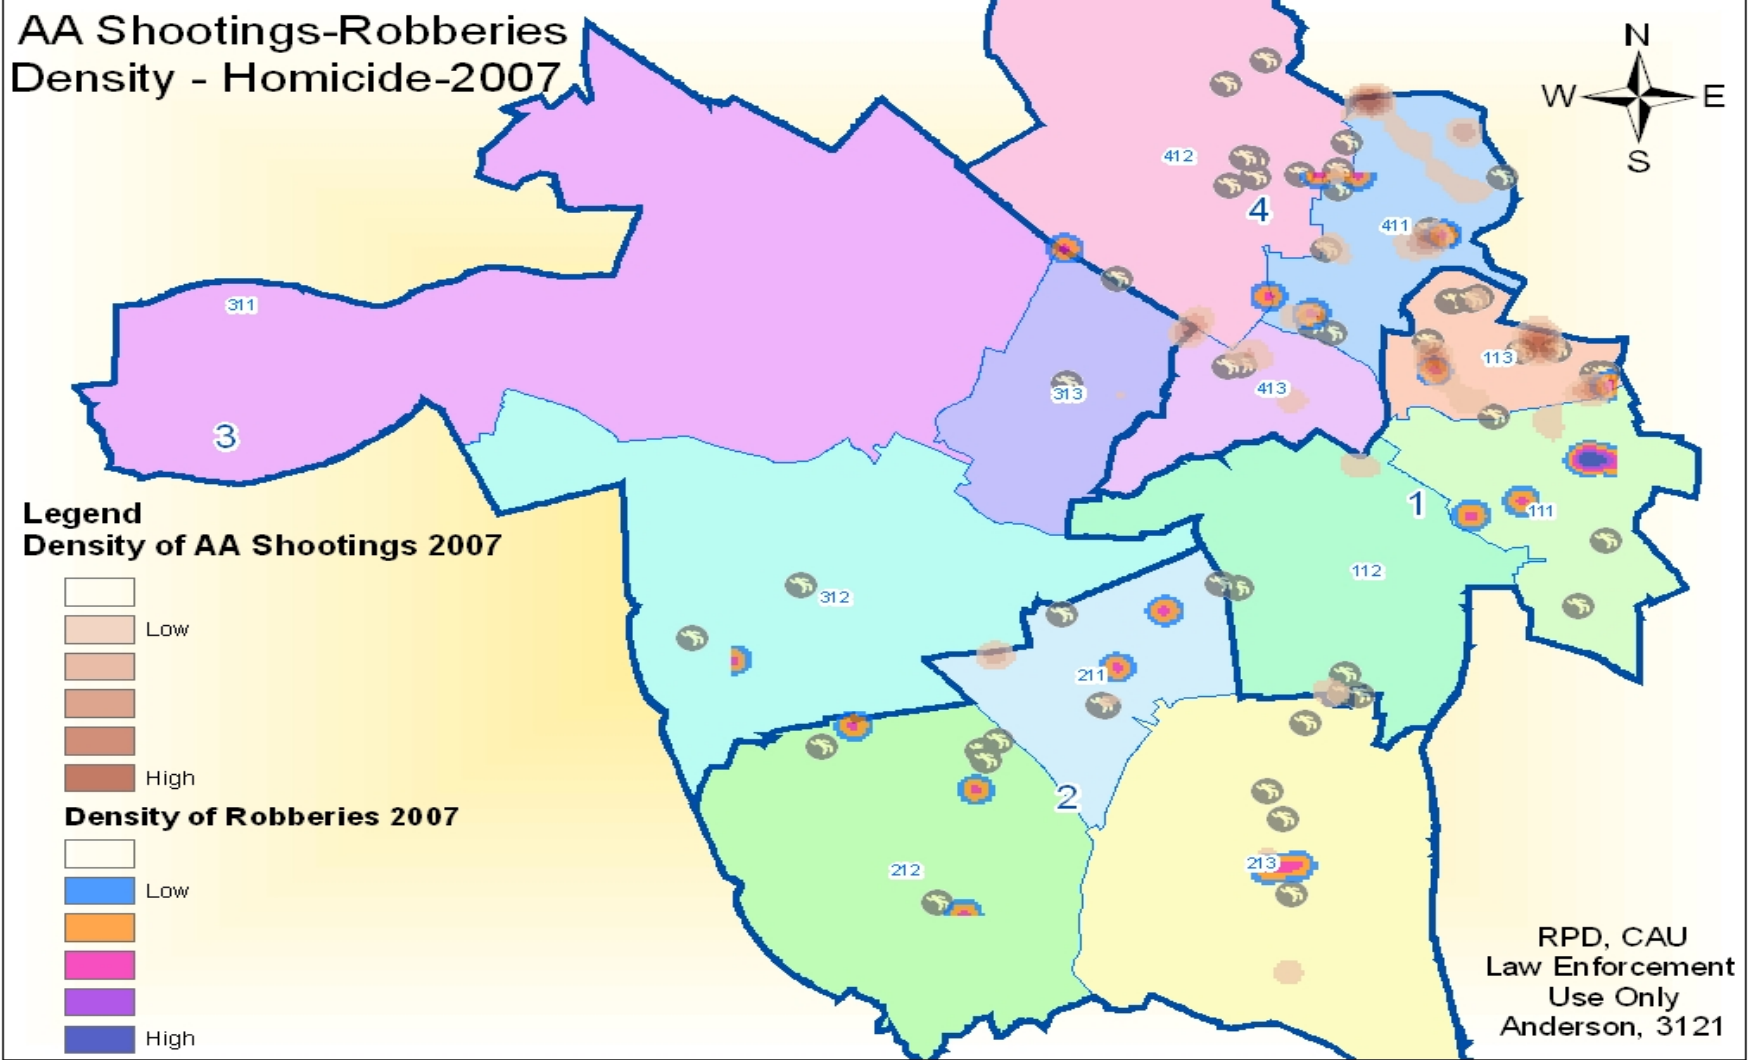 AA Shootings-Robberies
Density - Homicide-2007
N
W E
S
412
4
411
311
113
313
413
3
1
111
112
312
211
2
212
213
Legend
Density of AA Shootings 2007
Low
High
Density of Robberies 2007
Low
High
RPD, CAU
Law Enforcement
Use Only
Anderson, 3121